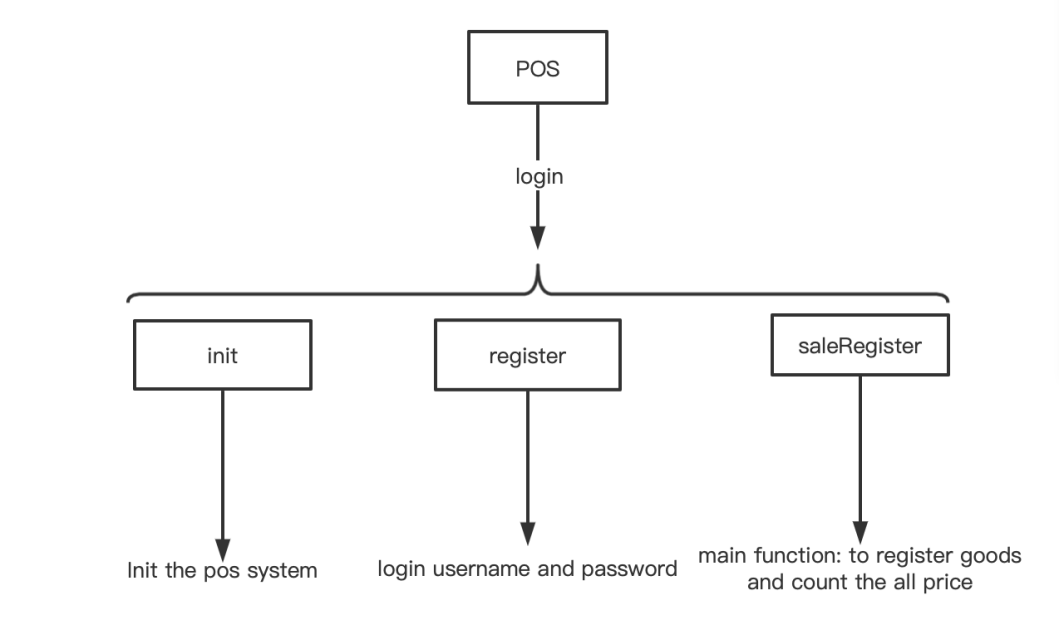 POS
login
init
register
saleRegister
Init the pos system
login username and password
main function: to register goods
and count the all price